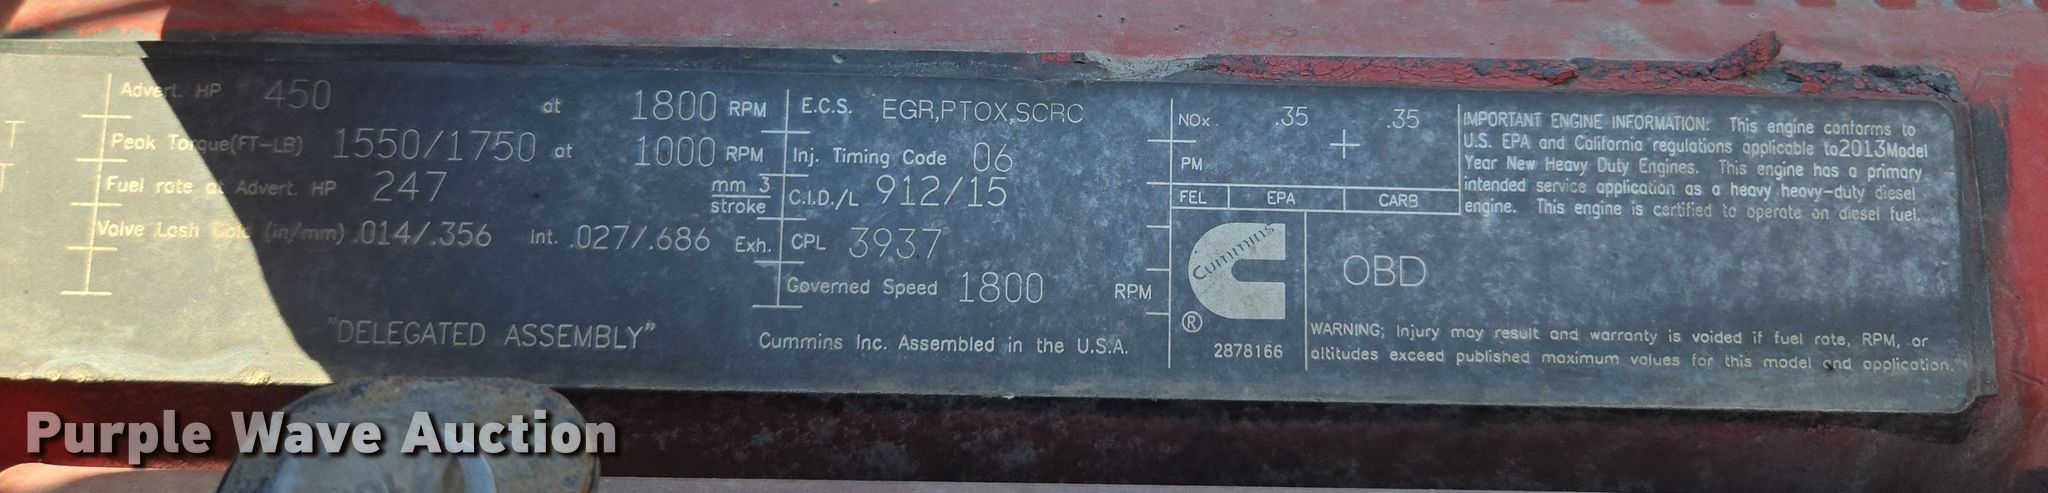 Advert. HP 450 at 1800 RPM
Peak Torque(FT-LB) 1550/1750 at 1000 RPM
Fuel rate at Advert. HP 247 mm 3
stroke
Valve Lash Cold (in/mm) .014/.356 Int. .027/.686 Exh.
"DELEGATED ASSEMBLY"
E.C.S. EGR,PTOX,SCRC
Inj. Timing Code 06
C.I.D./L 912/15
CPL 3937
Governed Speed 1800 RPM
Cummins Inc. Assembled in the U.S.A.
NOx .35 .35
PM
FEL EPA CARB
Cummins
®
2878166
OBD
IMPORTANT ENGINE INFORMATION: This engine conforms to
U.S. EPA and California regulations applicable to2013Model
Year New Heavy Duty Engines. This engine has a primary
intended service application as a heavy heavy-duty diesel
engine. This engine is certified to operate on diesel fuel.
WARNING; Injury may result and warranty is voided if fuel rate, RPM, or
altitudes exceed published maximum values for this model and application.
Purple Wave Auction